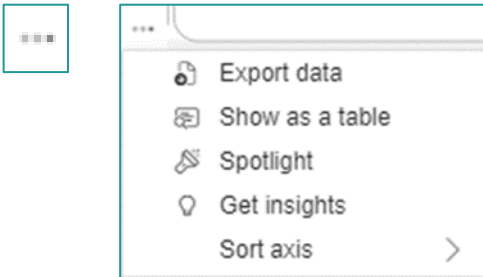 Export data
Show as a table
Spotlight
Get insights
Sort axis